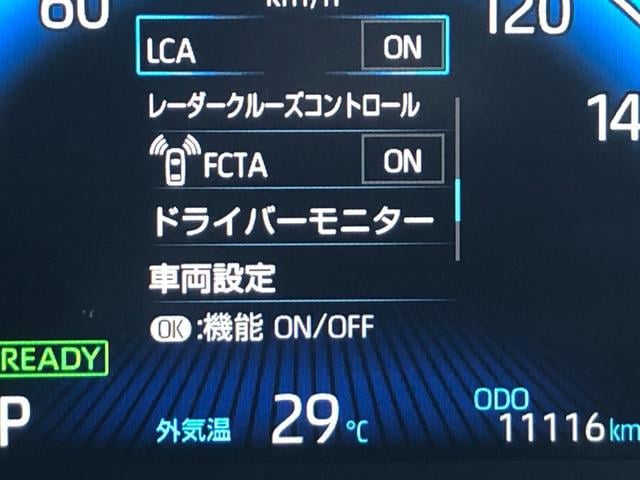 60 km/h 120
LCA ON
レーダークルーズコントロール
14
FCTA ON
ドライバーモニター
車両設定
OK:機能 ON/OFF
READY
P 外気温 29℃ ODO 11116km